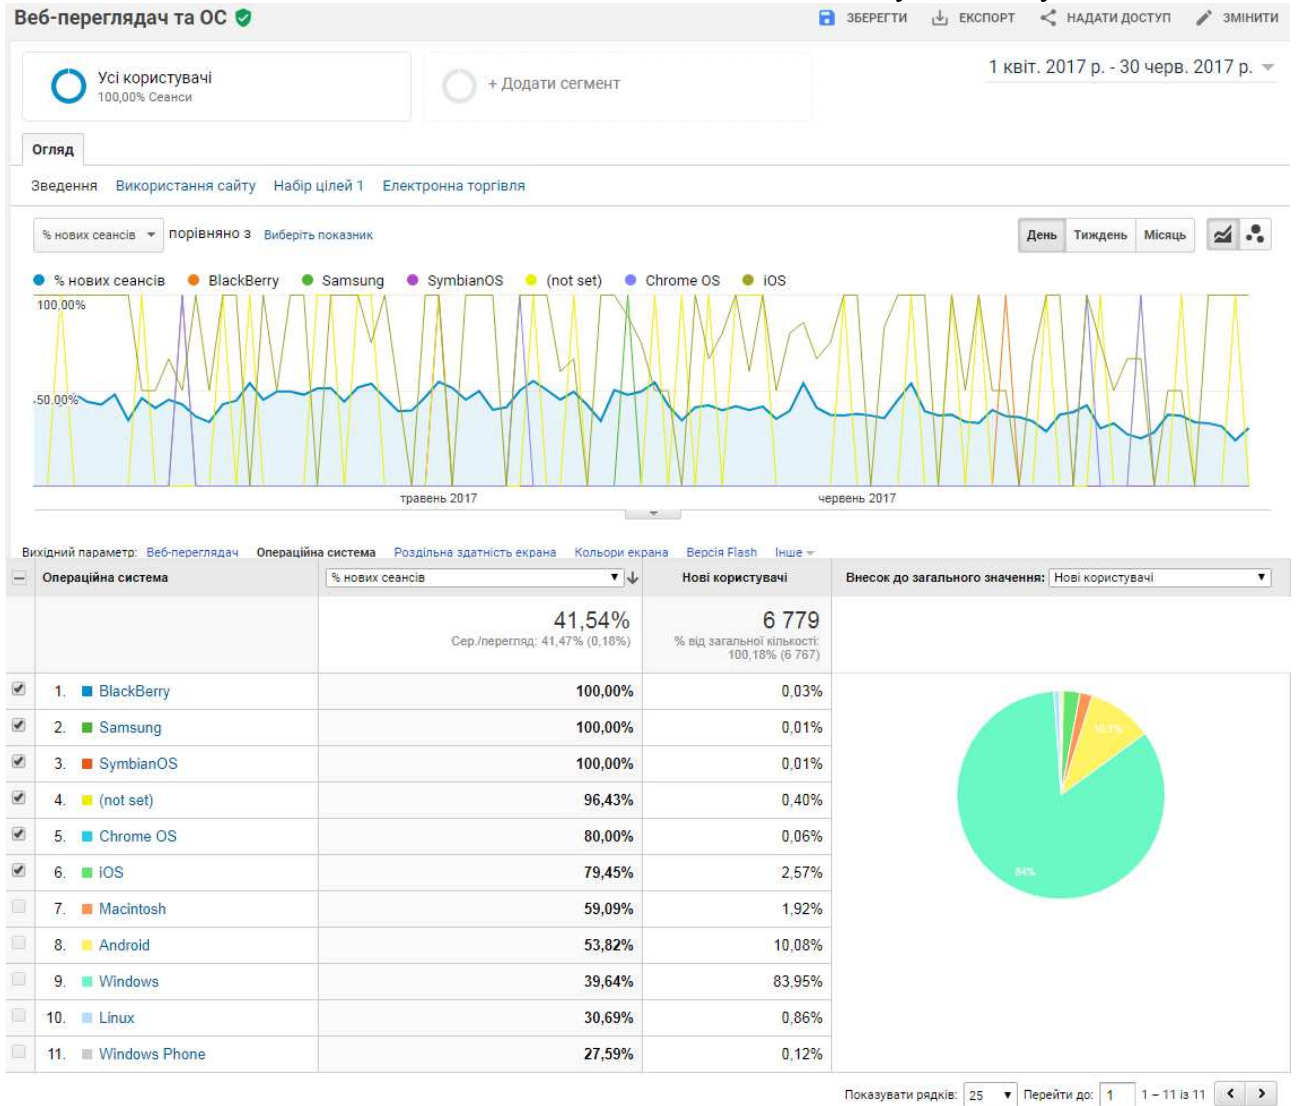 Веб-переглядач та ОС
ЗБЕРЕГТИ ЕКСПОРТ НАДАТИ ДОСТУП ЗМІНИТИ
Усі користувачі
100,00% Сеанси
+ Додати сегмент
1 квіт. 2017 р. - 30 черв. 2017 р.
Огляд
Зведення Використання сайту Набір цілей 1 Електронна торгівля
% нових сеансів порівняно з Виберіть показник
День Тиждень Місяць
% нових сеансів BlackBerry Samsung SymbianOS (not set) Chrome OS iOS
100,00%
50,00%
травень 2017 червень 2017
Вихідний параметр: Веб-переглядач Операційна система Роздільна здатність екрана Кольори екрана Версія Flash Інше
Операційна система % нових сеансів Нові користувачі Внесок до загального значення: Нові користувачі
41,54% 6 779
Сер./перегляд: 41,47% (0,18%) % від загальної кількості:
100,18% (6 767)
1. BlackBerry 100,00% 0,03%
2. Samsung 100,00% 0,01%
3. SymbianOS 100,00% 0,01%
4. (not set) 96,43% 0,40%
5. Chrome OS 80,00% 0,06%
6. iOS 79,45% 2,57%
7. Macintosh 59,09% 1,92%
8. Android 53,82% 10,08%
9. Windows 39,64% 83,95%
10. Linux 30,69% 0,86%
11. Windows Phone 27,59% 0,12%
10,1%
84%
Показувати рядків: 25 Перейти до: 1 1 – 11 із 11